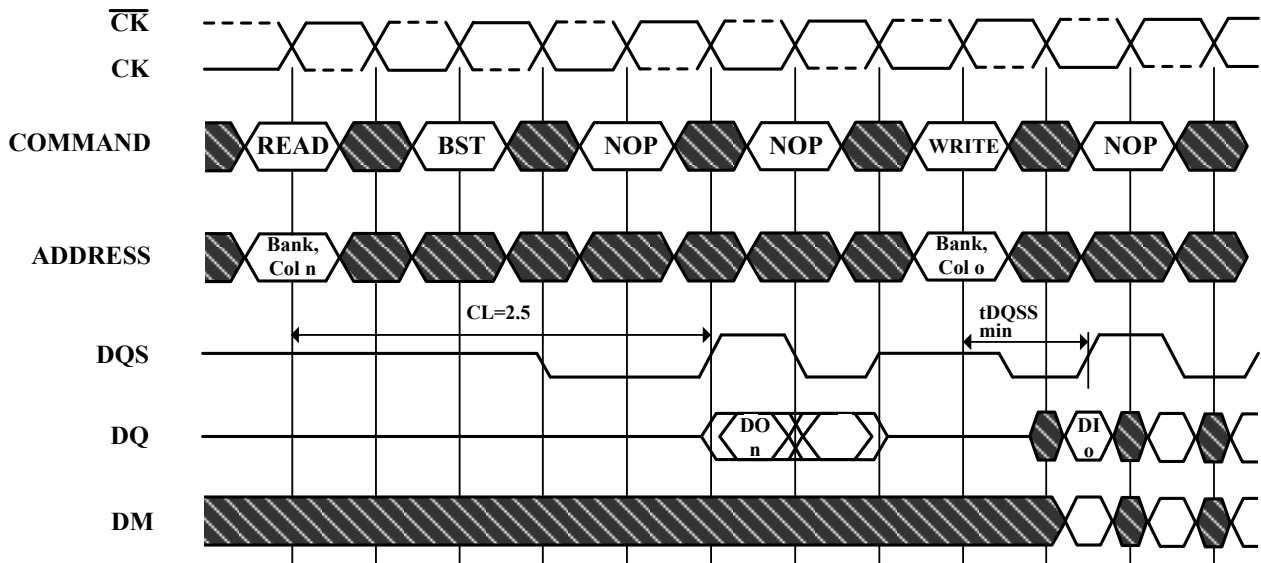 CK
CK
COMMAND
READ
BST
NOP
NOP
WRITE
NOP
ADDRESS
Bank,
Col n
Bank,
Col o
CL=2.5
tDQSS
min
DQS
DQ
DO
n
DI
o
DM